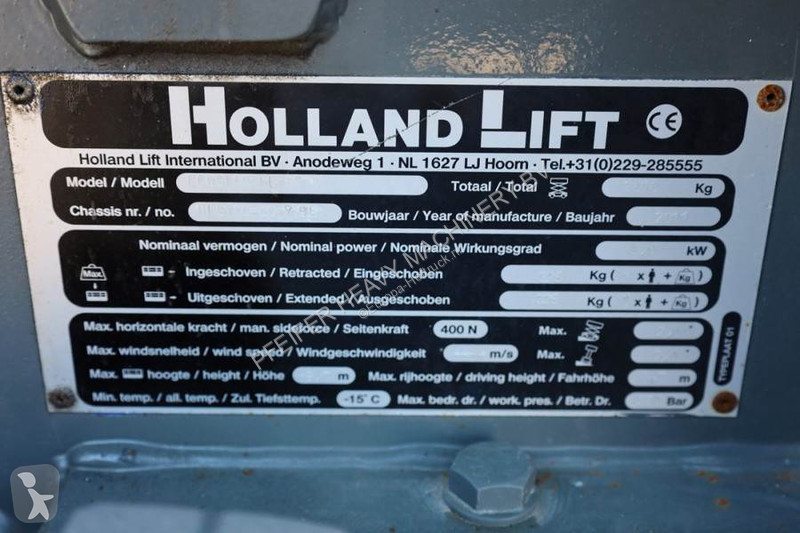 HOLLAND LIFT CE
Holland Lift International BV · Anodeweg 1 · NL 1627 LJ Hoorn · Tel.+31(0)229-285555
Model / Modell Totaal / Total Kg
Chassis nr. / no. Bouwjaar / Year of manufacture / Baujahr
Nominaal vermogen / Nominal power / Nominale Wirkungsgrad kW
Max. Ingeschoven / Retracted / Eingeschoben Kg ( x + Kg )
Uitgeschoven / Extended / Ausgeschoben Kg ( x + Kg )
Max. horizontale kracht / man. sideforce / Seitenkraft 400 N Max. °
Max. windsnelheid / wind speed / Windgeschwindigkeit m/s Max. °
Max. hoogte / height / Höhe m Max. rijhoogte / driving height / Fahrhöhe m
Min. temp. / all. temp. / Zul. Tiefsttemp. -15°C Max. bedr. dr. / work. pres. / Betr. Dr. Bar
TYPEPLAAT 01
PFEIFER HEAVY MACHINERY BV